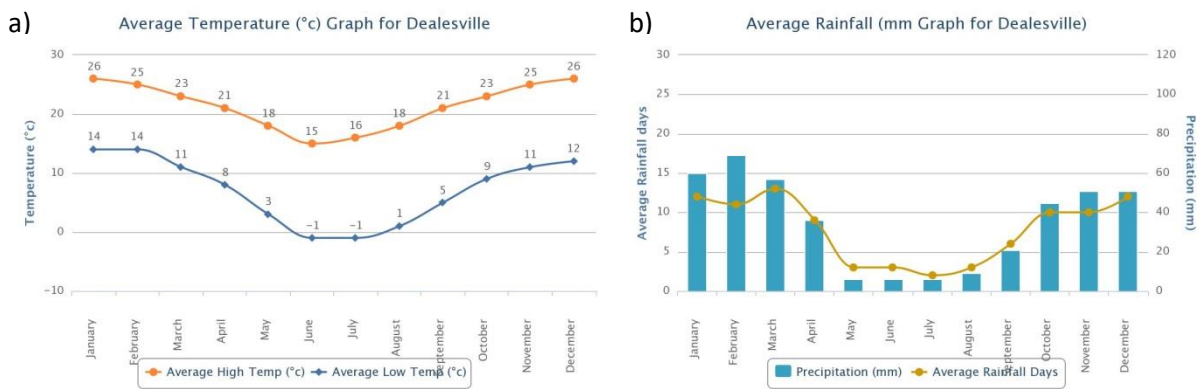 a)
Average Temperature (°c) Graph for Dealesville
Temperature (°c)
30
20
10
0
−10
26 25 23 21 18 15 16 18 21 23 25 26
14 14 11 8 3 −1 −1 1 5 9 11 12
January February March April May June July August September October November December
Average High Temp (°c) Average Low Temp (°c)
b)
Average Rainfall (mm Graph for Dealesville)
Average Rainfall days
30
25
20
15
10
5
0
Precipitation (mm)
120
100
80
60
40
20
0
January February March April May June July August September October November December
Precipitation (mm) Average Rainfall Days